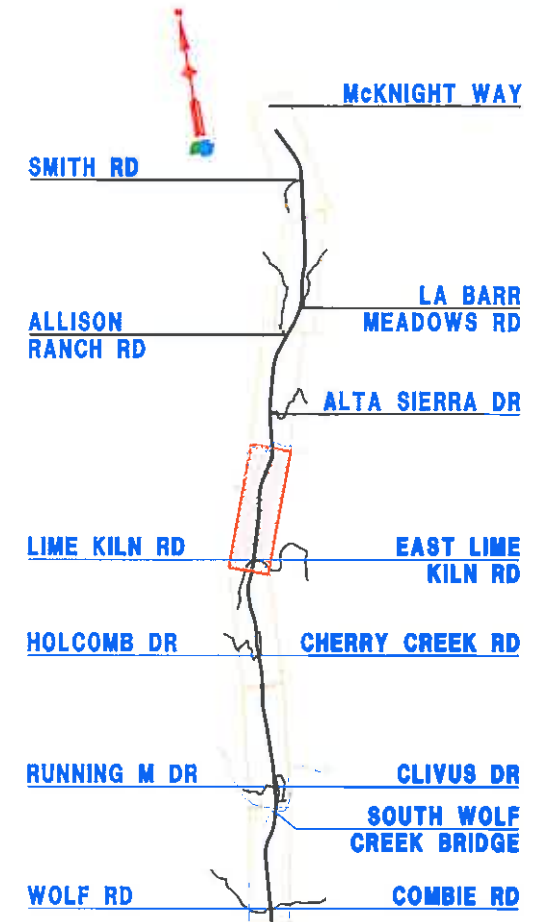 McKNIGHT WAY
SMITH RD
LA BARR
MEADOWS RD
ALLISON
RANCH RD
ALTA SIERRA DR
LIME KILN RD
EAST LIME
KILN RD
HOLCOMB DR
CHERRY CREEK RD
RUNNING M DR
CLIVUS DR
SOUTH WOLF
CREEK BRIDGE
WOLF RD
COMBIE RD